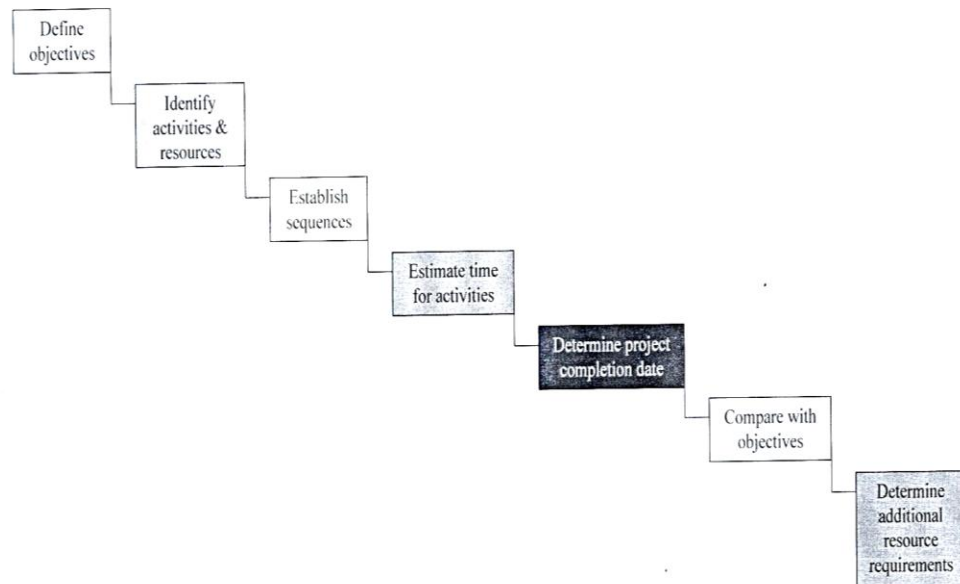 Define
objectives
Identify
activities &
resources
Establish
sequences
Estimate time
for activities
Determine project
completion date
Compare with
objectives
Determine
additional
resource
requirements